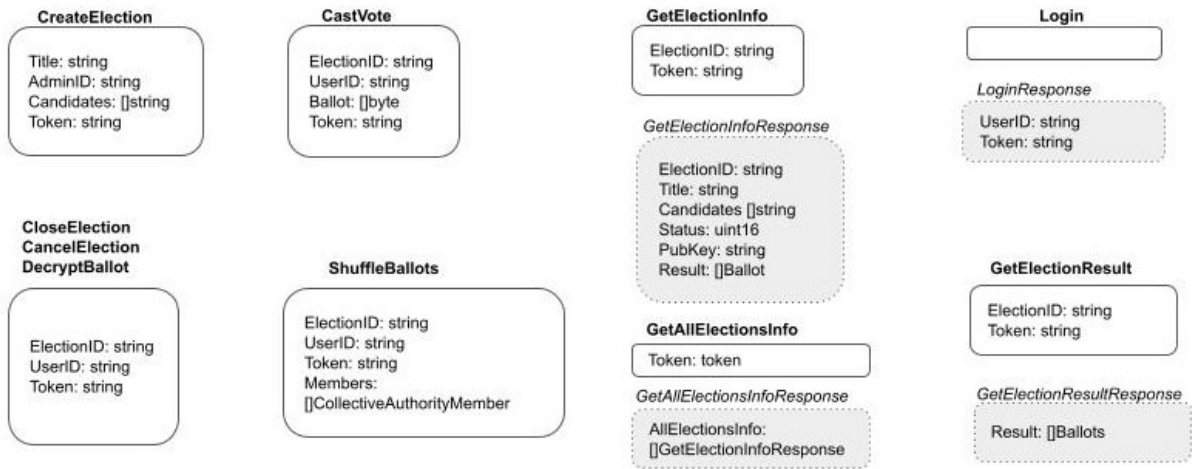 CreateElection
Title: string
AdminID: string
Candidates: []string
Token: string
CastVote
ElectionID: string
UserID: string
Ballot: []byte
Token: string
GetElectionInfo
ElectionID: string
Token: string
GetElectionInfoResponse
ElectionID: string
Title: string
Candidates []string
Status: uint16
PubKey: string
Result: []Ballot
Login
LoginResponse
UserID: string
Token: string
CloseElection
CancelElection
DecryptBallot
ElectionID: string
UserID: string
Token: string
ShuffleBallots
ElectionID: string
UserID: string
Token: string
Members:
[]CollectiveAuthorityMember
GetAllElectionsInfo
Token: token
GetAllElectionsInfoResponse
AllElectionsInfo:
[]GetElectionInfoResponse
GetElectionResult
ElectionID: string
Token: string
GetElectionResultResponse
Result: []Ballots